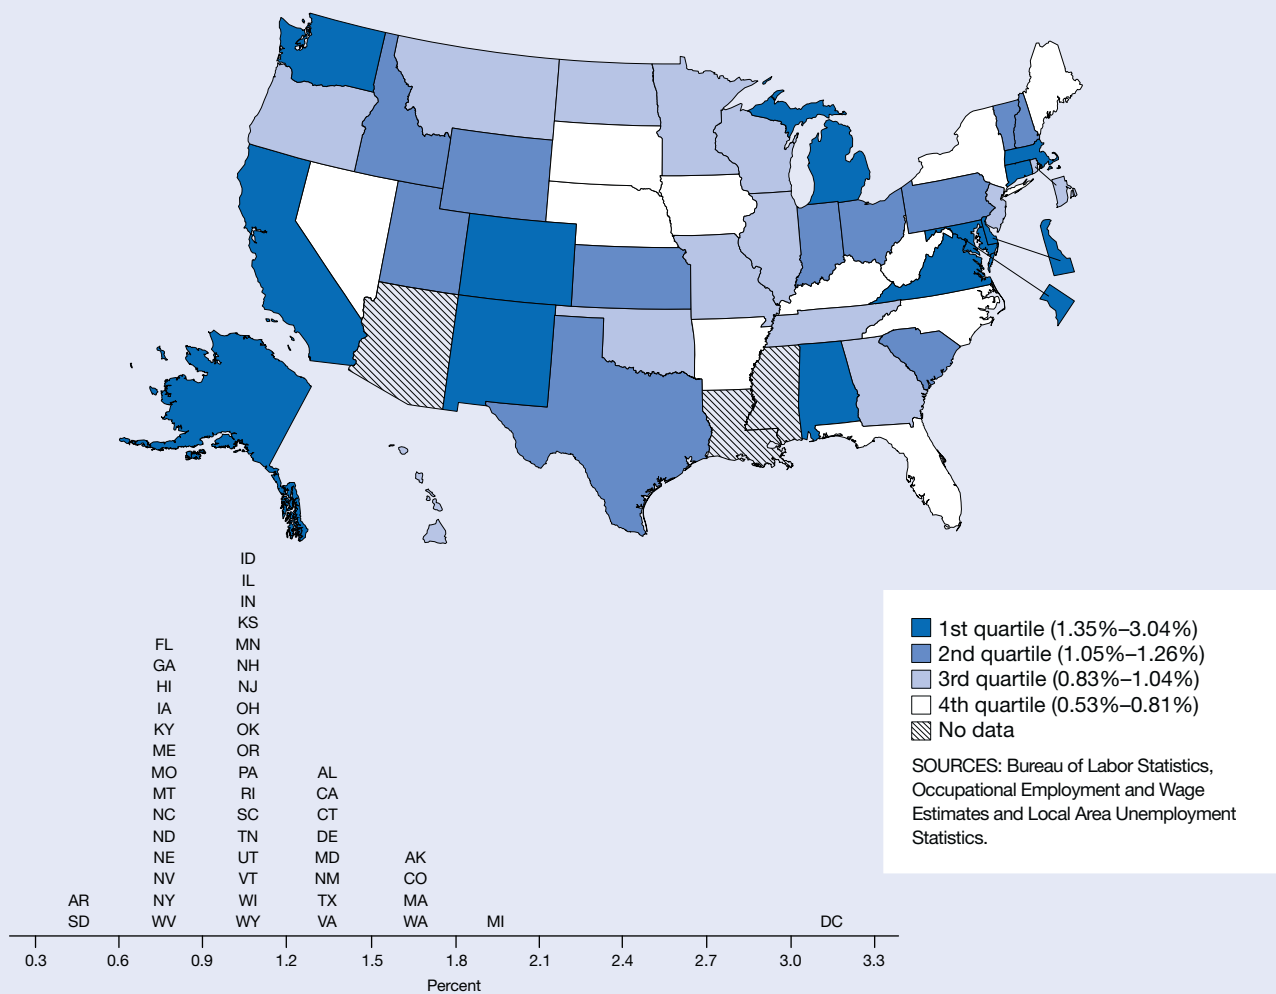 ID
IL
IN
KS
FL MN
GA NH
HI NJ
IA OH
KY OK
ME OR
MO PA AL
MT RI CA
NC SC CT
ND TN DE
NE UT MD AK
NV VT NM CO
AR NY WI TX MA
SD WV WY VA WA MI DC
0.3 0.6 0.9 1.2 1.5 1.8 2.1 2.4 2.7 3.0 3.3
Percent
1st quartile (1.35%–3.04%)
2nd quartile (1.05%–1.26%)
3rd quartile (0.83%–1.04%)
4th quartile (0.53%–0.81%)
No data
SOURCES: Bureau of Labor Statistics,
Occupational Employment and Wage
Estimates and Local Area Unemployment
Statistics.